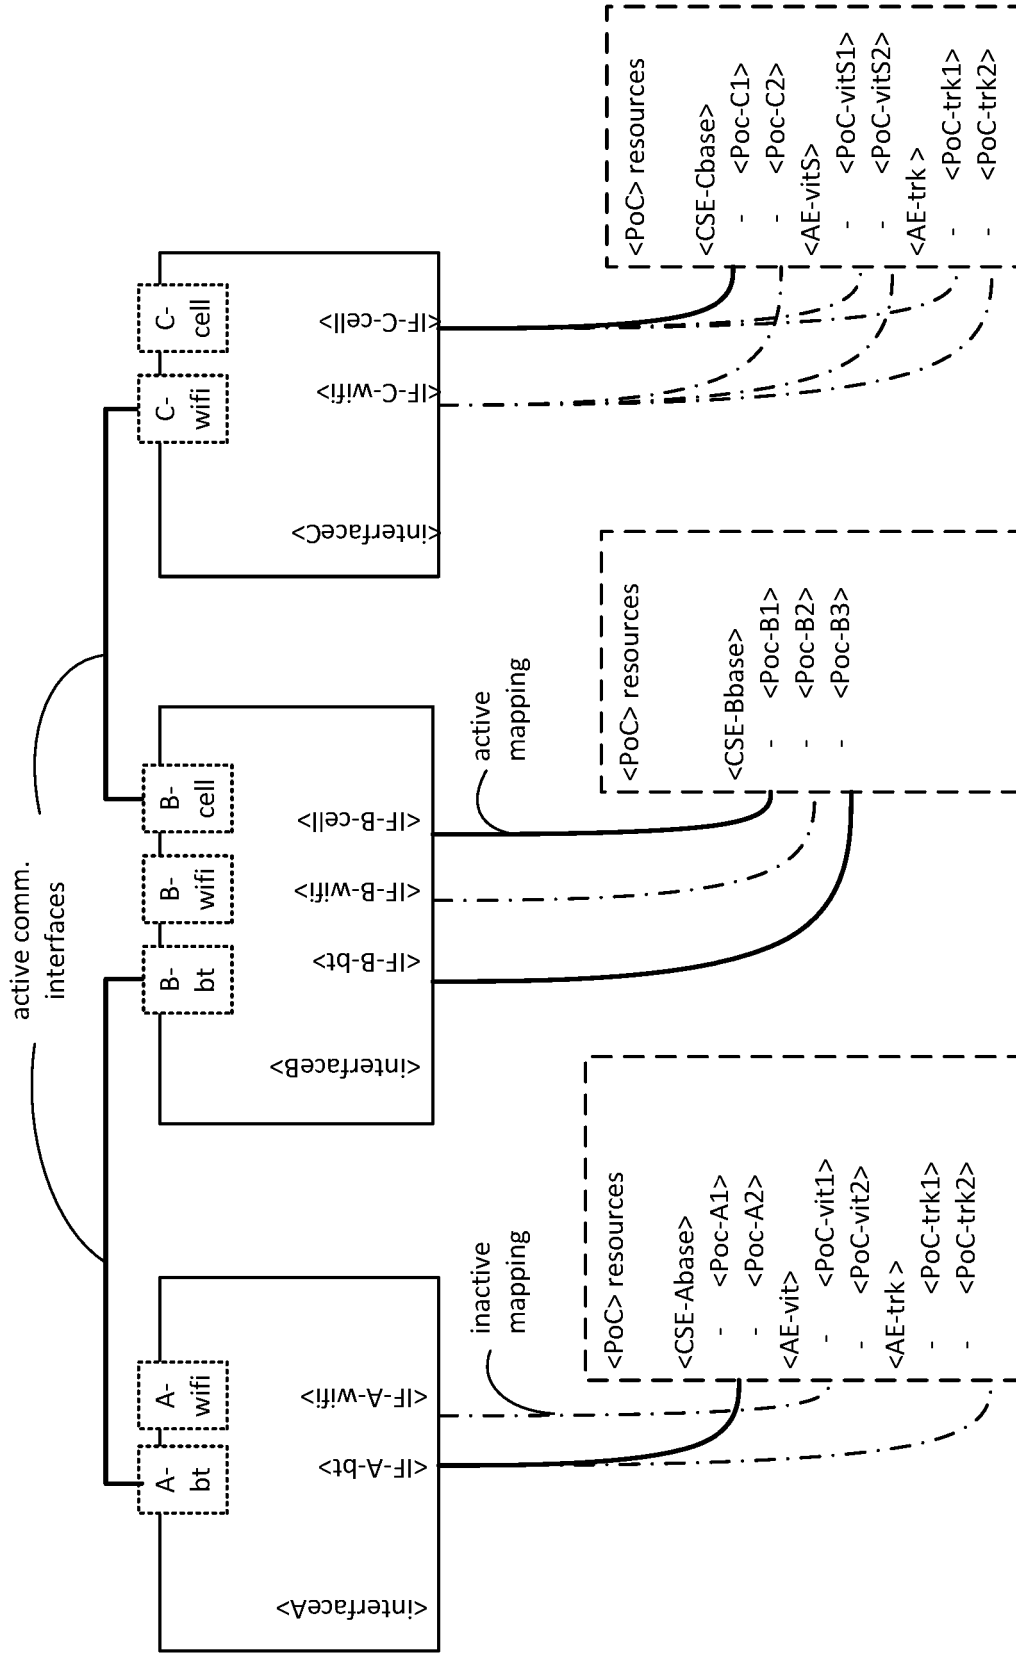 active comm.
interfaces
A-
bt
A-
wifi
<interfaceA>
<IF-A-bt>
<IF-A-wifi>
inactive
mapping
<PoC> resources
<CSE-Abase>
- <Poc-A1>
- <Poc-A2>
<AE-vit>
- <PoC-vit1>
- <PoC-vit2>
<AE-trk >
- <PoC-trk1>
- <PoC-trk2>
B-
bt
B-
wifi
B-
cell
<interfaceB>
<IF-B-bt>
<IF-B-wifi>
<IF-B-cell>
active
mapping
<PoC> resources
<CSE-Bbase>
- <Poc-B1>
- <Poc-B2>
- <Poc-B3>
C-
wifi
C-
cell
<interfaceC>
<IF-C-wifi>
<IF-C-cell>
<PoC> resources
<CSE-Cbase>
- <Poc-C1>
- <Poc-C2>
<AE-vitS>
- <PoC-vitS1>
- <PoC-vitS2>
<AE-trk >
- <PoC-trk1>
- <PoC-trk2>